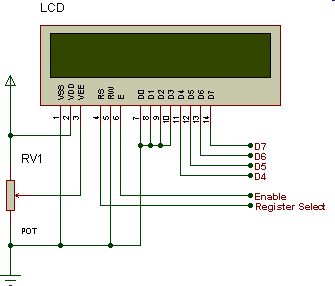 LCD
VSS VDD VEE RS RW E D0 D1 D2 D3 D4 D5 D6 D7
1 2 3 4 5 6 7 8 9 10 11 12 13 14
RV1
POT
D7
D6
D5
D4
Enable
Register Select